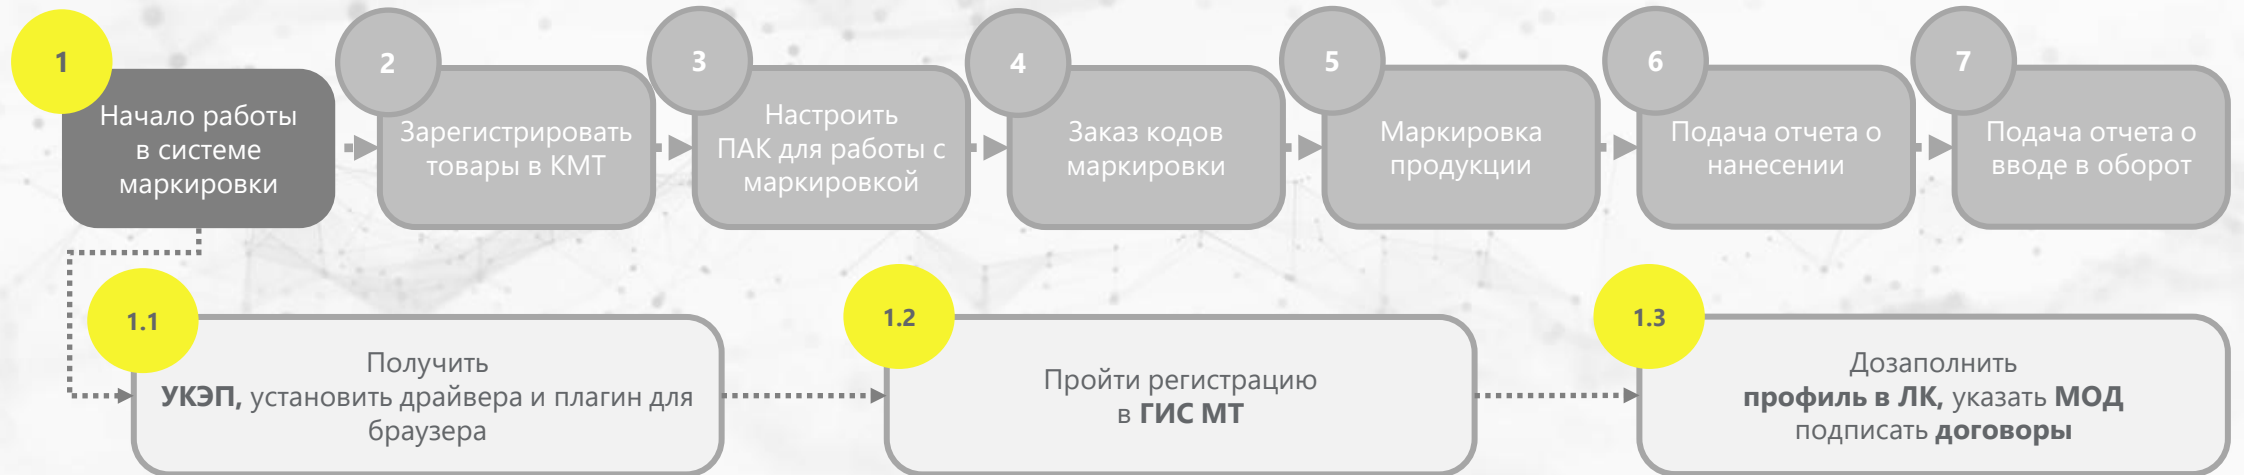 1
Начало работы
в системе
маркировки
2
Зарегистрировать
товары в КМТ
3
Настроить
ПАК для работы с
маркировкой
4
Заказ кодов
маркировки
5
Маркировка
продукции
6
Подача отчета о
нанесении
7
Подача отчета о
вводе в оборот
1.1
Получить
УКЭП, установить драйвера и плагин для
браузера
1.2
Пройти регистрацию
в ГИС МТ
1.3
Дозаполнить
профиль в ЛК, указать МОД
подписать договоры